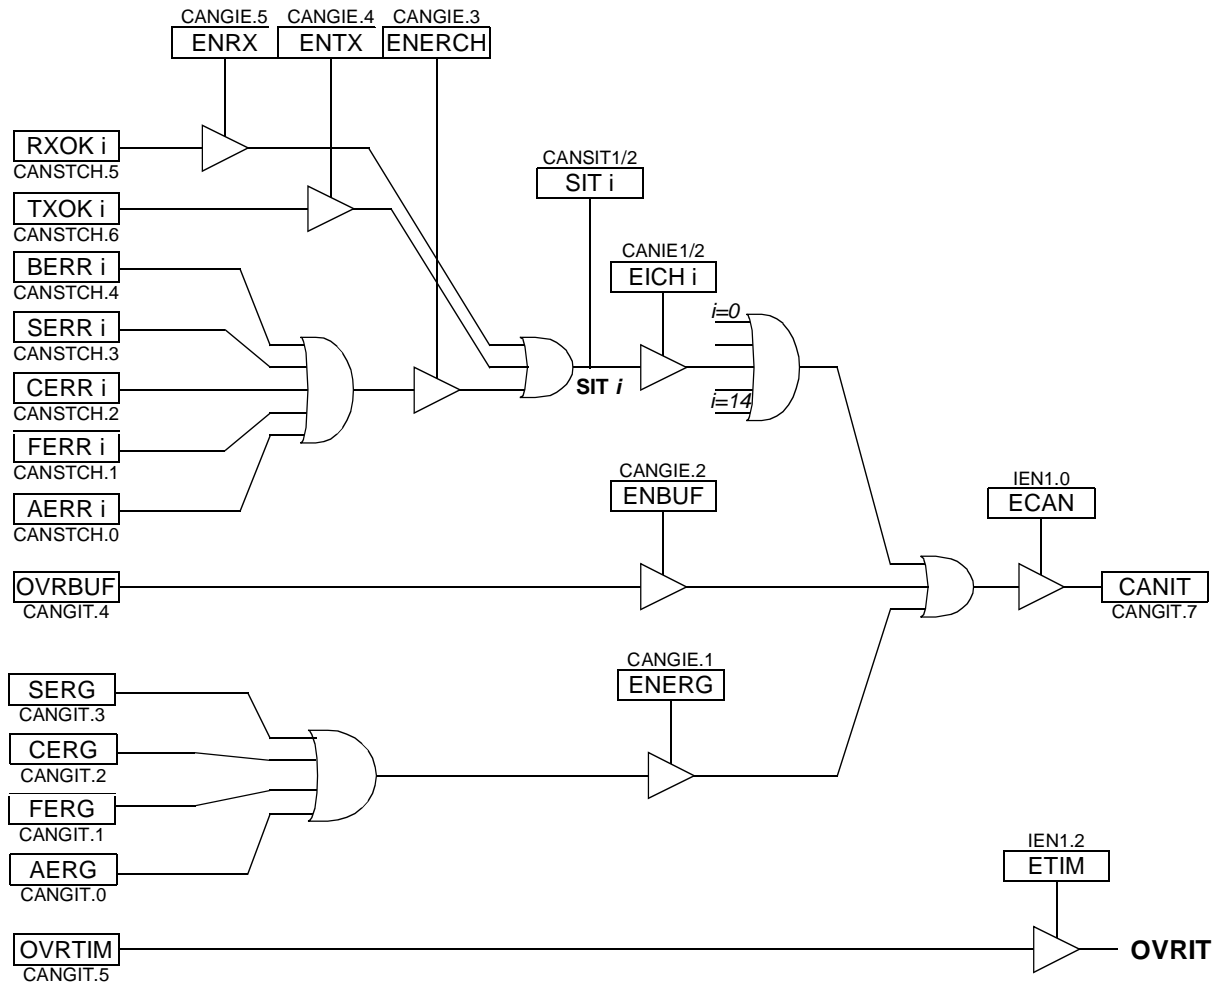 CANGIE.5 CANGIE.4 CANGIE.3
ENRX ENTX ENERCH
RXOK i
CANSTCH.5
TXOK i
CANSTCH.6
BERR i
CANSTCH.4
SERR i
CANSTCH.3
CERR i
CANSTCH.2
FERR i
CANSTCH.1
AERR i
CANSTCH.0
CANSIT1/2
SIT i
SIT i
CANIE1/2
EICH i
i=0
i=14
CANGIE.2
ENBUF
IEN1.0
ECAN
OVRBUF
CANGIT.4
CANIT
CANGIT.7
CANGIE.1
ENERG
SERG
CANGIT.3
CERG
CANGIT.2
FERG
CANGIT.1
AERG
CANGIT.0
IEN1.2
ETIM
OVRTIM
CANGIT.5
OVRIT